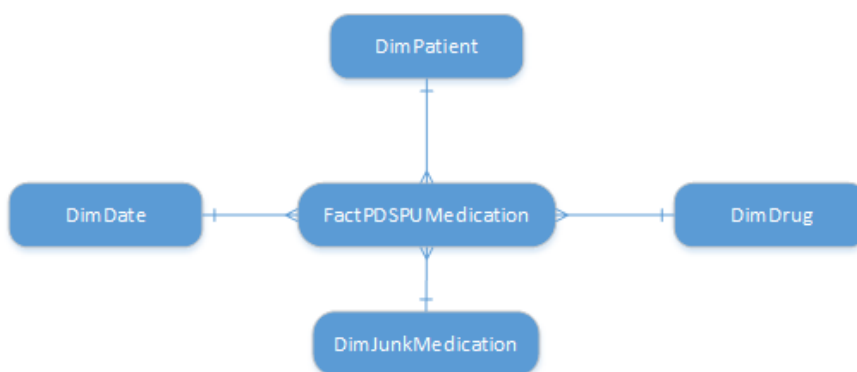 DimPatient
DimDate
FactPDSPUMedication
DimDrug
DimJunkMedication